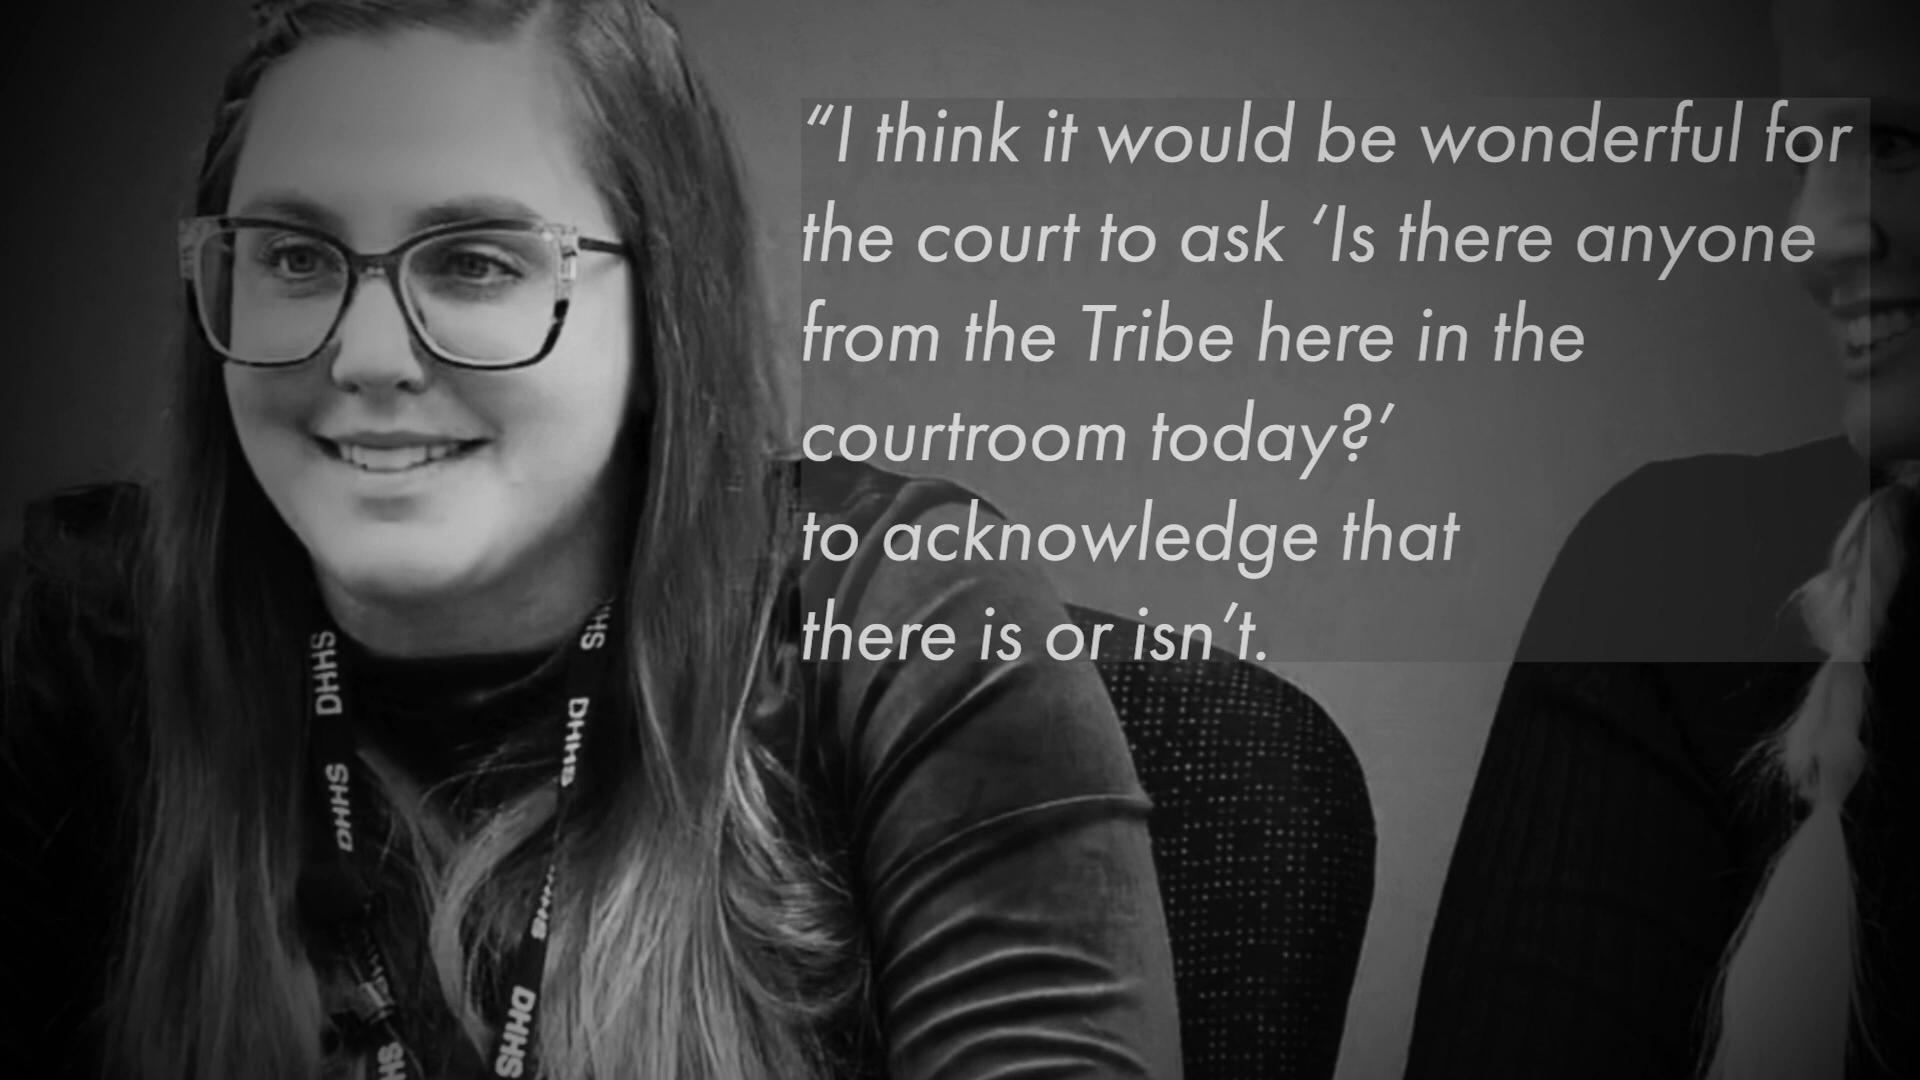 “I think it would be wonderful for
the court to ask ‘Is there anyone
from the Tribe here in the
courtroom today?’
to acknowledge that
there is or isn’t.
DHHS
DHHS
DHHS
DHHS
DHHS